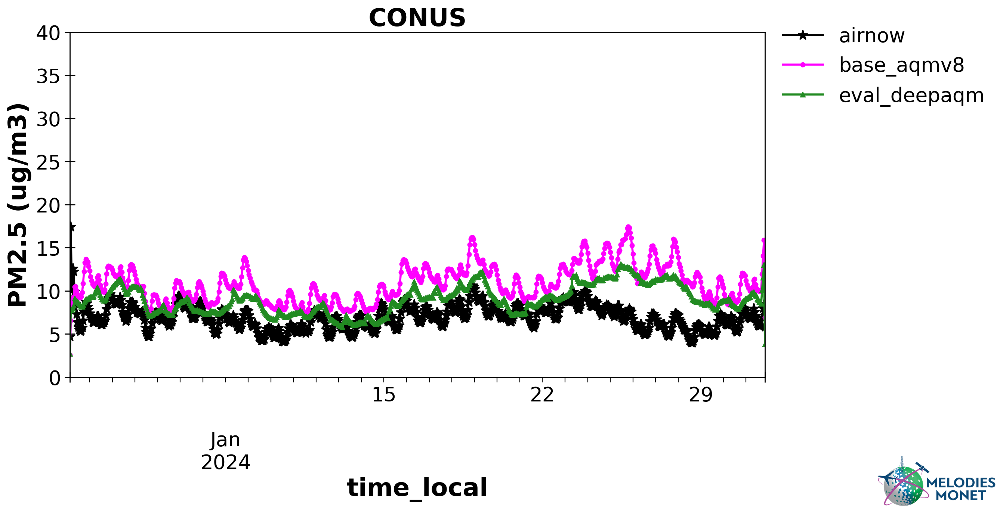 CONUS
40
35
30
25
20
15
10
5
0
PM2.5 (ug/m3)
airnow
base_aqmv8
eval_deepaqm
15
22
29
Jan
2024
time_local
MELODIES
MONET